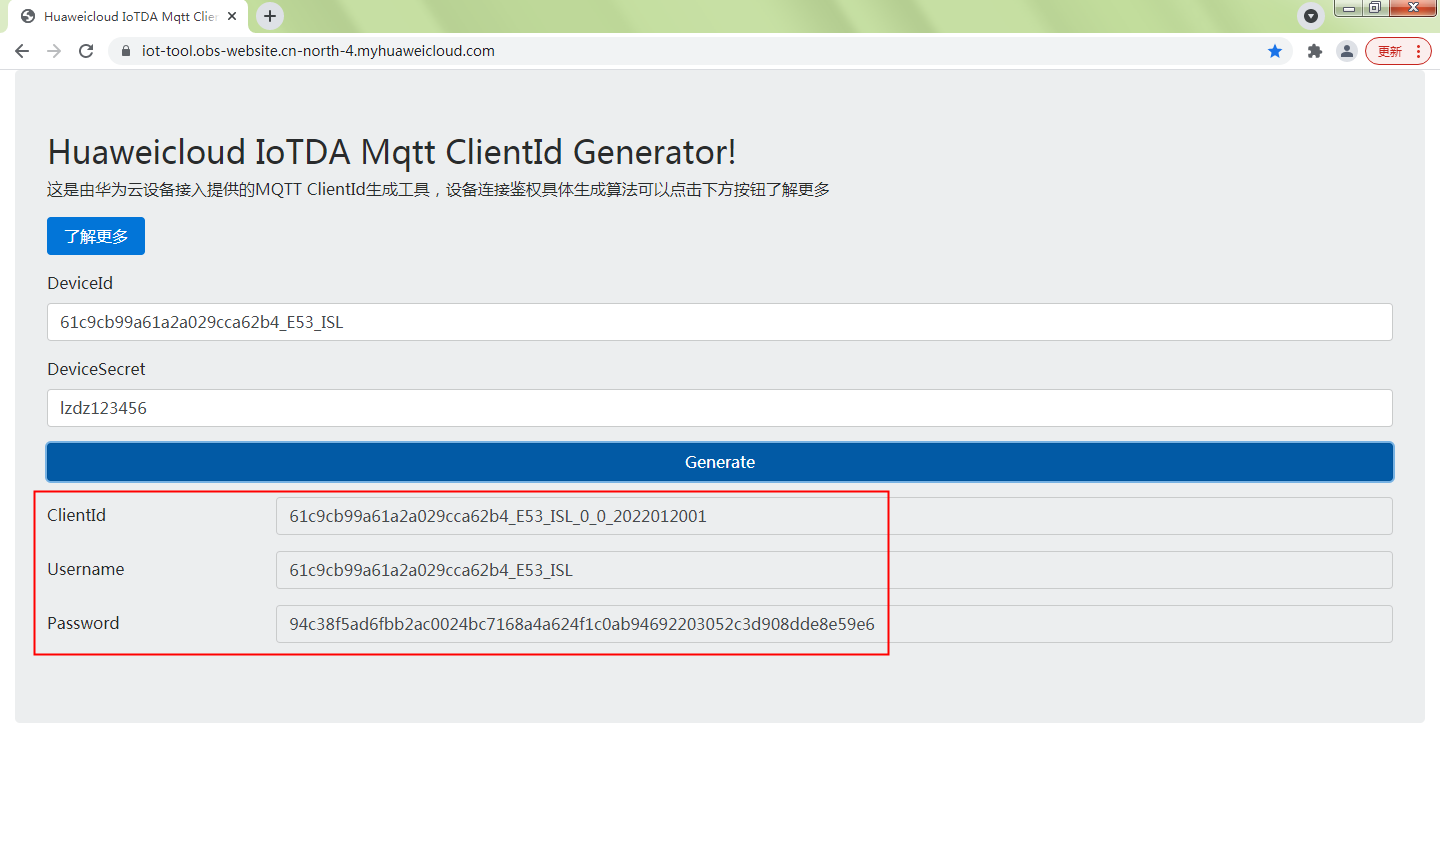 Huaweicloud IoTDA Mqtt Clien
iot-tool.obs-website.cn-north-4.myhuaweicloud.com
更新
Huaweicloud IoTDA Mqtt ClientId Generator!
这是由华为云设备接入提供的MQTT ClientId生成工具，设备连接鉴权具体生成算法可以点击下方按钮了解更多
了解更多
DeviceId
61c9cb99a61a2a029cca62b4_E53_ISL
DeviceSecret
lzdz123456
Generate
ClientId
61c9cb99a61a2a029cca62b4_E53_ISL_0_0_2022012001
Username
61c9cb99a61a2a029cca62b4_E53_ISL
Password
94c38f5ad6fbb2ac0024bc7168a4a624f1c0ab94692203052c3d908dde8e59e6